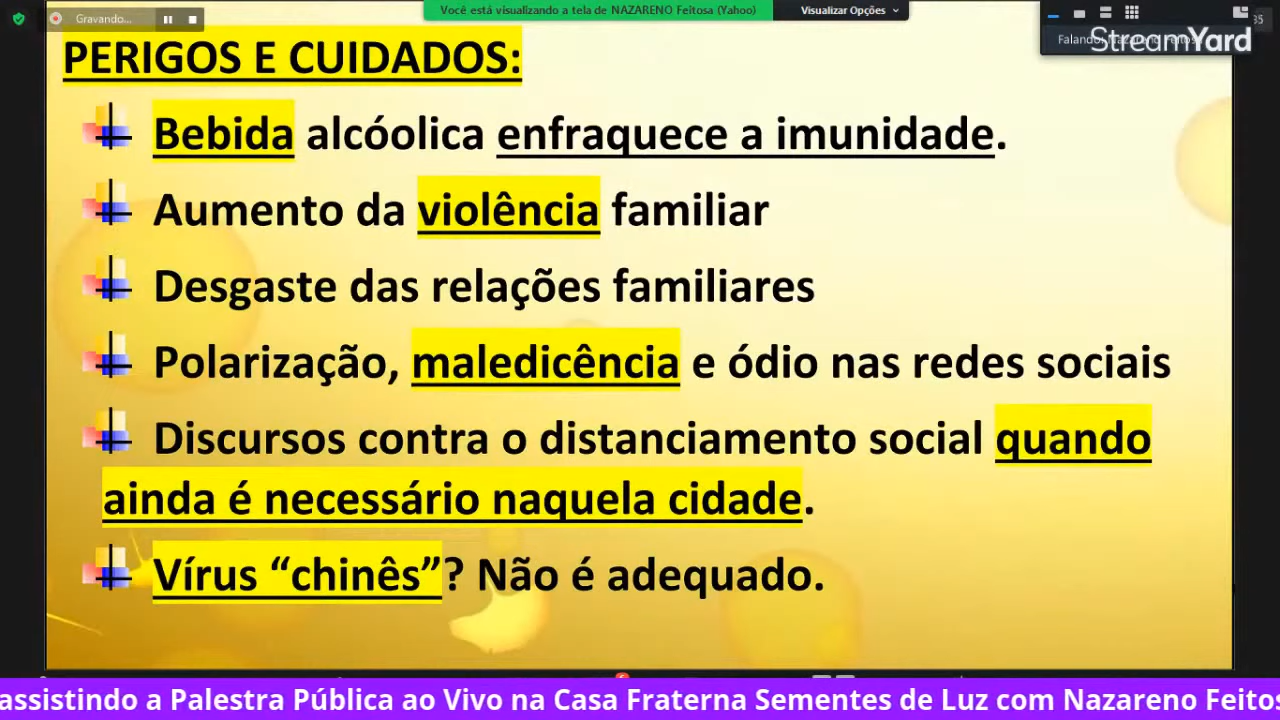 Gravando...
Você está visualizando a tela de NAZARENO Feitosa (Yahoo)
Visualizar Opções
StreamYard
PERIGOS E CUIDADOS:
Bebida alcóolica enfraquece a imunidade.
Aumento da violência familiar
Desgaste das relações familiares
Polarização, maledicência e ódio nas redes sociais
Discursos contra o distanciamento social quando
ainda é necessário naquela cidade.
Vírus “chinês”? Não é adequado.
assistindo a Palestra Pública ao Vivo na Casa Fraterna Sementes de Luz com Nazareno Feitos